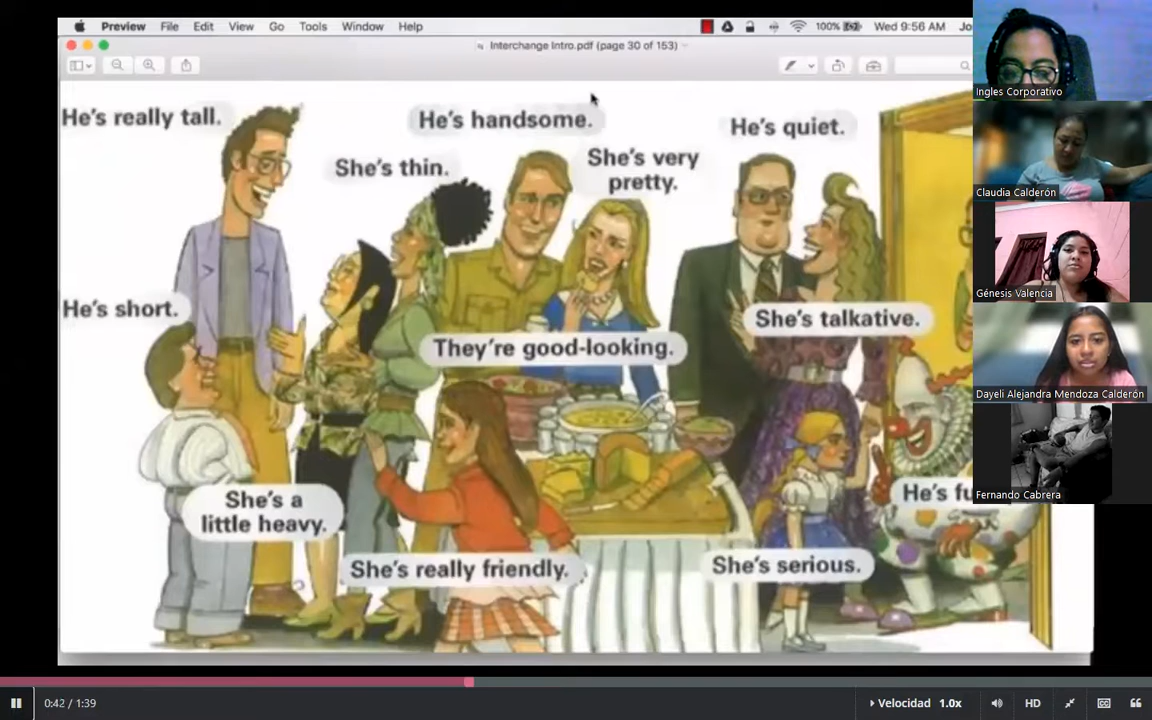 Preview File Edit View Go Tools Window Help
100% Wed 9:56 AM
Interchange Intro.pdf (page 30 of 153)
He's really tall.
He's handsome.
He's quiet.
She's thin.
She's very
pretty.
He's short.
She's talkative.
They're good-looking.
She's a
little heavy.
He's fu
She's really friendly.
She's serious.
Ingles Corporativo
Claudia Calderón
Génesis Valencia
Dayeli Alejandra Mendoza Calderón
Fernando Cabrera
0:42 / 1:39
Velocidad 1.0x
HD